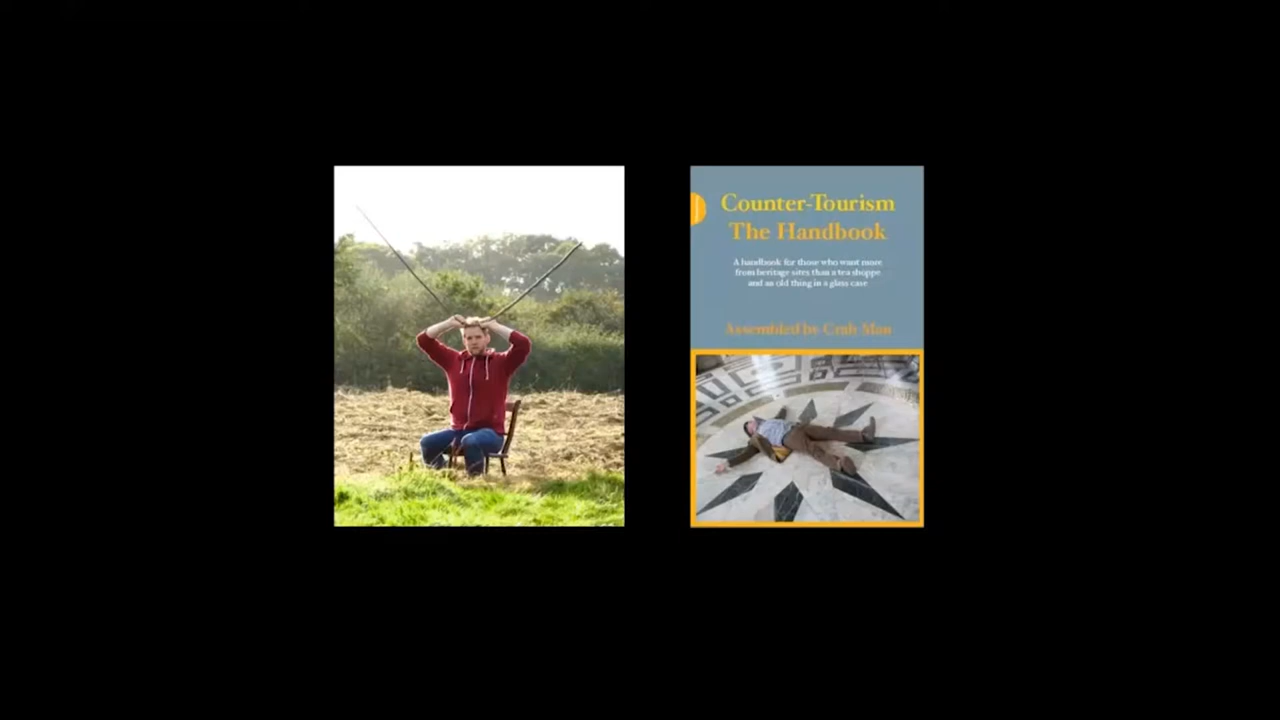 Counter-Tourism
The Handbook
A handbook for those who want more
from heritage sites than a tea shoppe
and an old thing in a glass case
Assembled by Crab Man